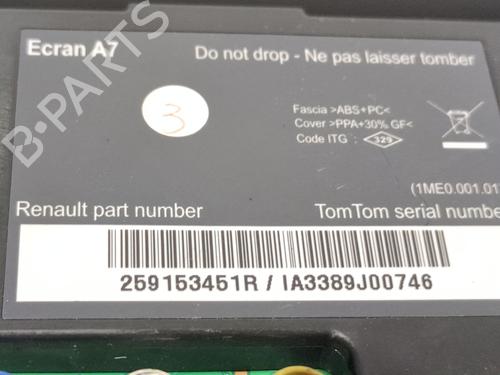 Ecran A7
Do not drop - Ne pas laisser tomber
3
Fascia >ABS+PC<
Cover >PPA+30% GF<
Code ITG : 329
(1ME0.001.01
Renault part number
TomTom serial numbe
259153451R / IA3389J00746
B-PARTS